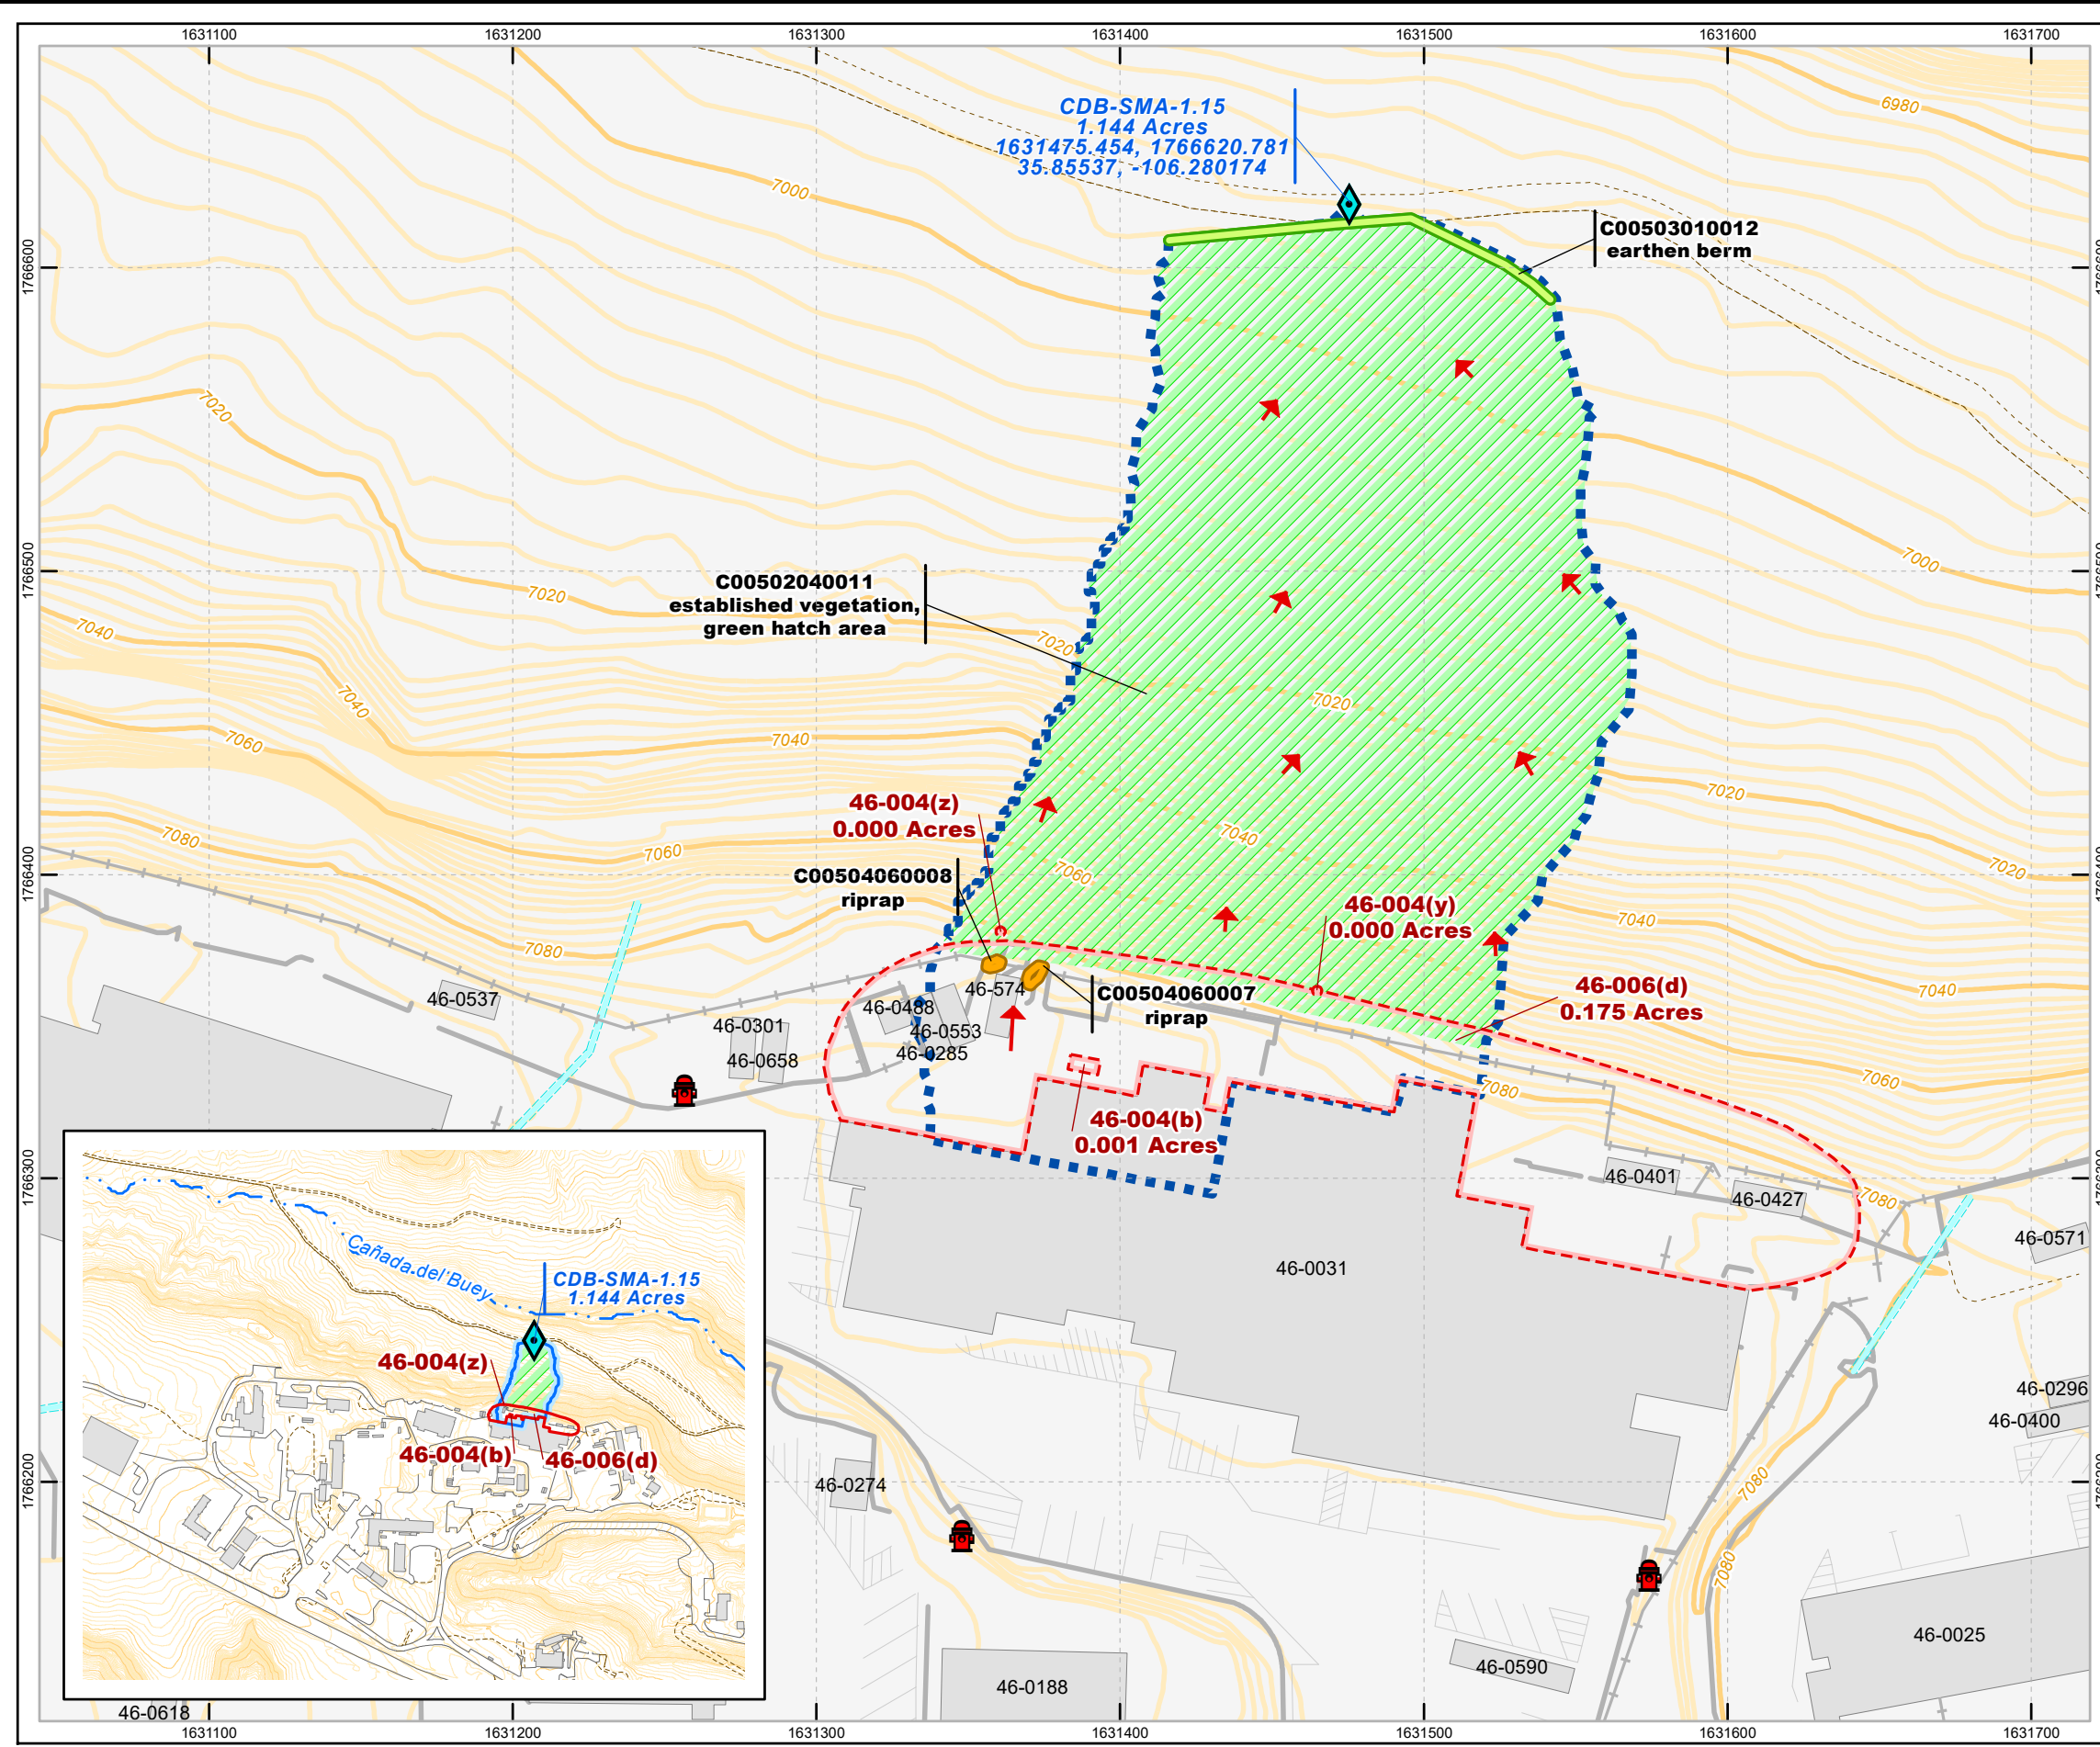 1631100 1631200 1631300 1631400 1631500 1631600 1631700
6980
CDB-SMA-1.15
1.144 Acres
1631475.454, 1766620.781
35.85537, -106.280174
7000
C00503010012
earthen berm
1766600
1766600
7020
1766500
1766500
7000
C00502040011
established vegetation,
green hatch area
7020
7040
7020
7040
7020
7060
7040
7020
46-004(z)
0.000 Acres
7080
7060
7040
7060
7020
1766400
1766400
C00504060008
riprap
46-004(y)
0.000 Acres
7040
7080
46-0537
46-574
46-0488
46-0553
46-0285
C00504060007
riprap
46-006(d)
0.175 Acres
7040
46-0301
46-0658
7080
7060
46-004(b)
0.001 Acres
1766300
1766300
46-0401
46-0427
7080
46-0571
46-0031
Cañada del Buey
CDB-SMA-1.15
1.144 Acres
46-004(z)
46-004(b)
46-006(d)
46-0296
46-0400
1766200
1766200
46-0274
7080
7080
46-0025
46-0590
46-0188
46-0618
1631100 1631200 1631300 1631400 1631500 1631600 1631700